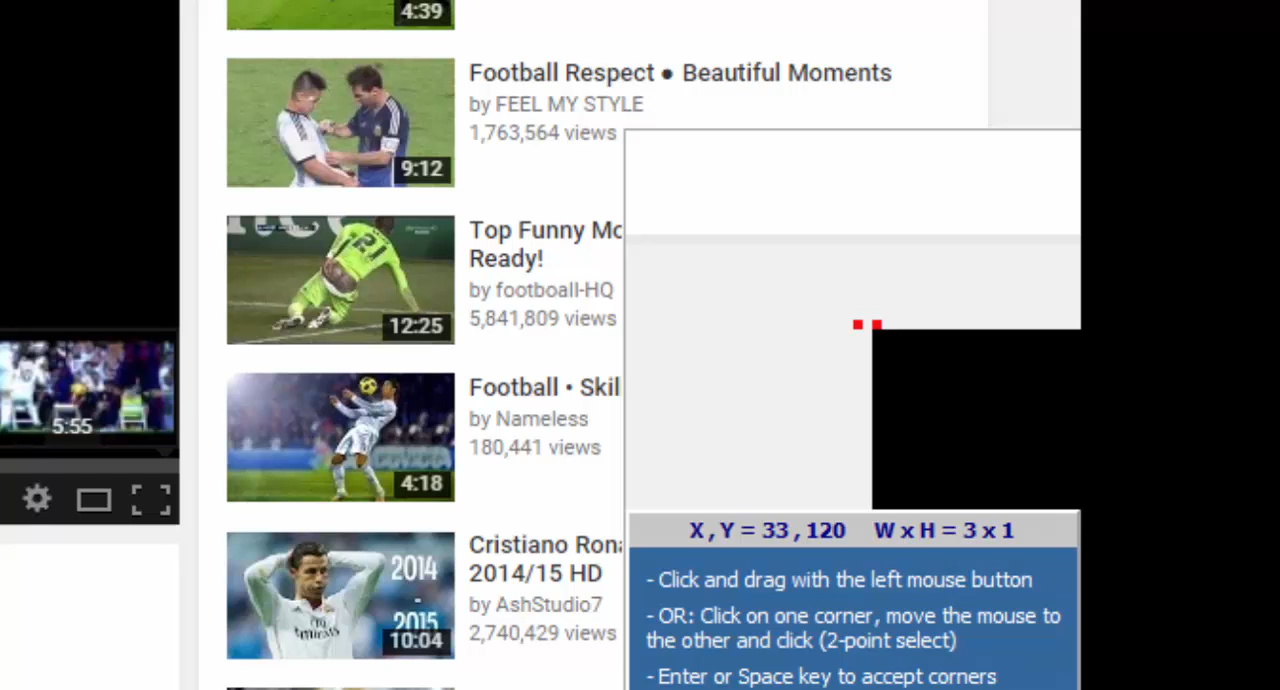 4:39
Football Respect ● Beautiful Moments
by FEEL MY STYLE
1,763,564 views
9:12
21
Top Funny Mo
Ready!
by footboall-HQ
5,841,809 views
12:25
5:55
Football • Skil
by Nameless
180,441 views
4:18
X , Y = 33 , 120 W x H = 3 x 1
Cristiano Rona
2014/15 HD
by AshStudio7
2,740,429 views
2014
-
2015
10:04
Fly
Emirates
- Click and drag with the left mouse button
- OR: Click on one corner, move the mouse to
the other and click (2-point select)
- Enter or Space key to accept corners